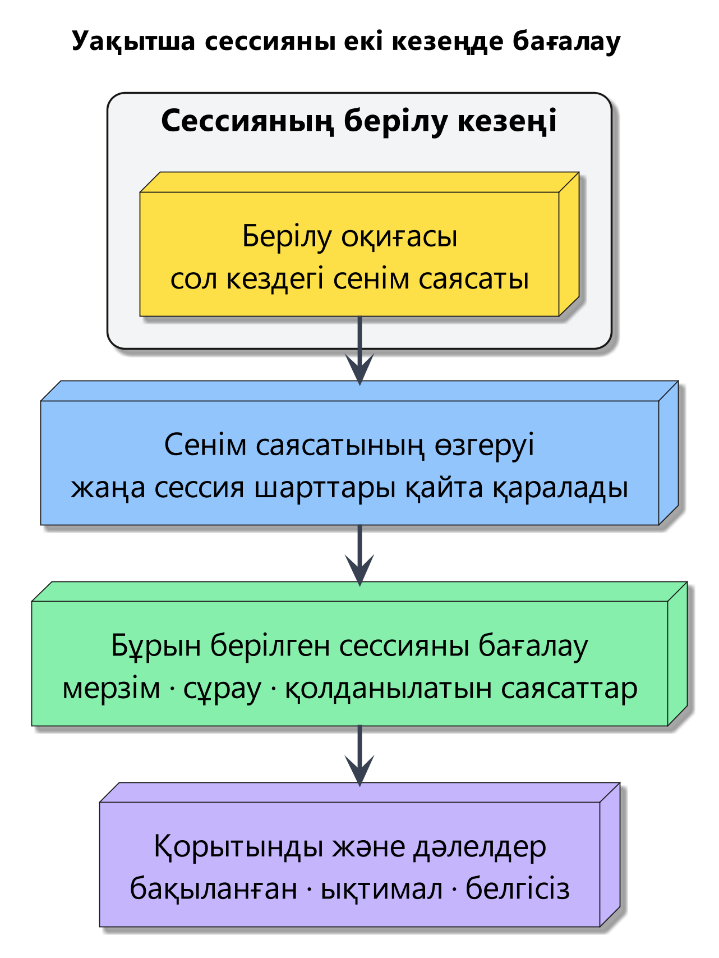 Уақытша сессияны екі кезеңде бағалау
Сессияның берілу кезеңі
Берілу оқиғасы
сол кездегі сенім саясаты
Сенім саясатының өзгеруі
жаңа сессия шарттары қайта қаралады
Бұрын берілген сессияны бағалау
мерзім · сұрау · қолданылатын саясаттар
Қорытынды және дәлелдер
бақыланған · ықтимал · белгісіз